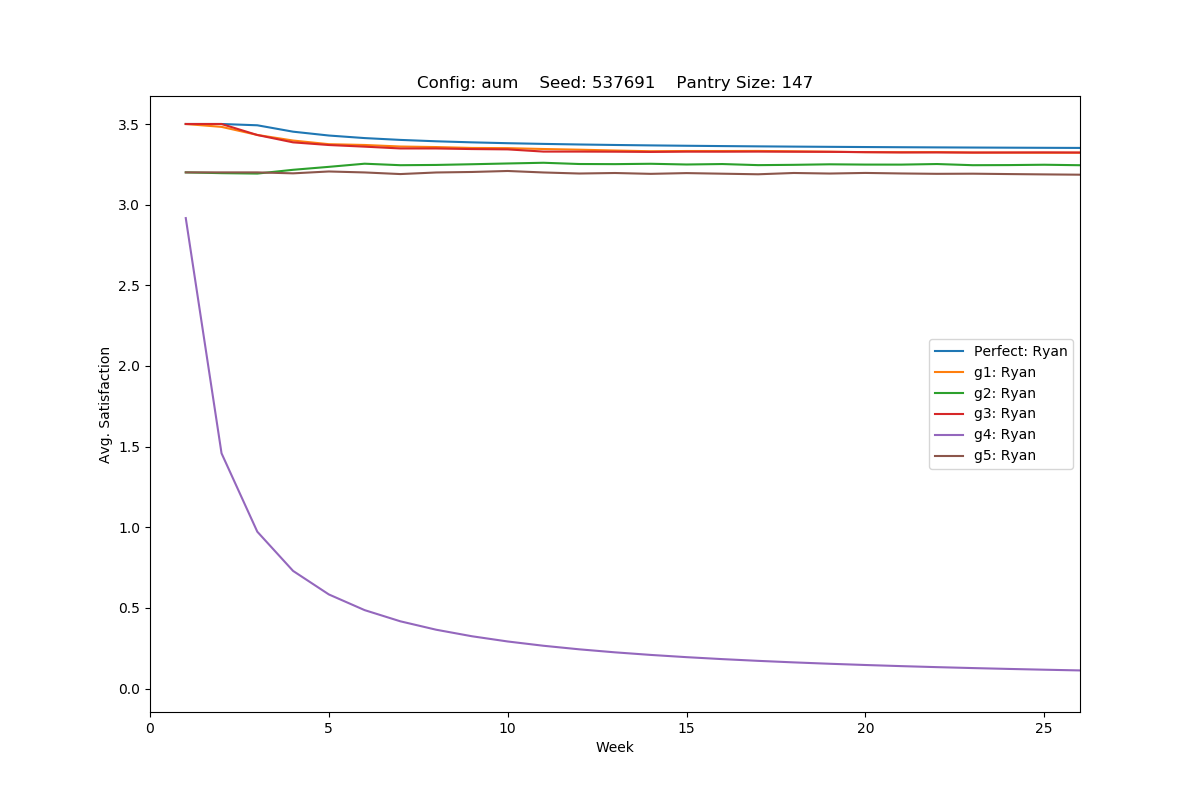 Config: aum    Seed: 537691    Pantry Size: 147
3.5
3.0
2.5
2.0
1.5
1.0
0.5
0.0
Avg. Satisfaction
Perfect: Ryan
g1: Ryan
g2: Ryan
g3: Ryan
g4: Ryan
g5: Ryan
0 5 10 15 20 25
Week